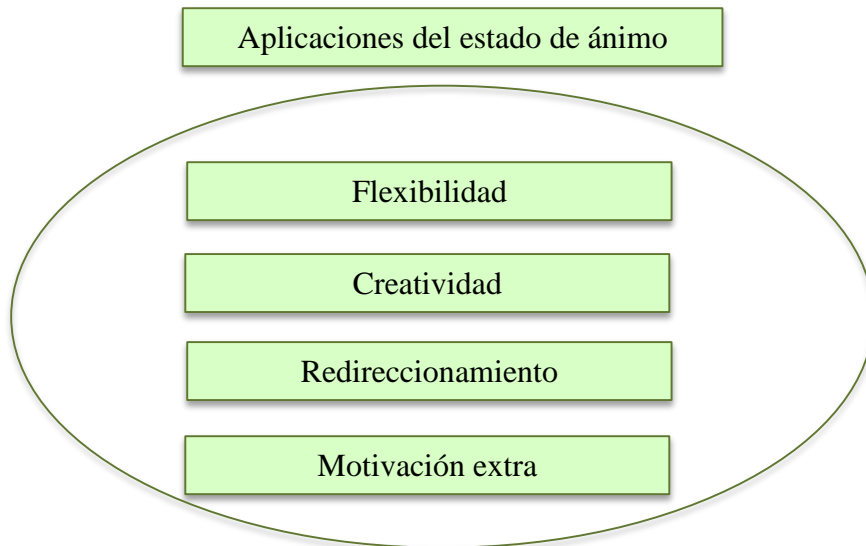 Aplicaciones del estado de ánimo
Flexibilidad
Creatividad
Redireccionamiento
Motivación extra